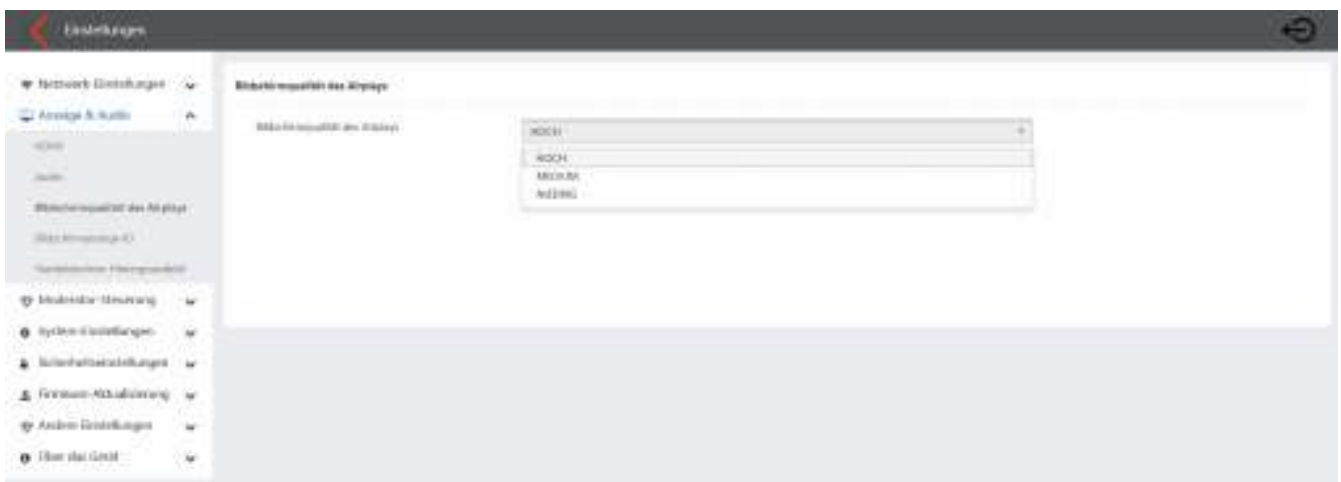 Einstellungen
Netzwerk-Einstellungen
Bildschirmqualität des Airplays
Anzeige & Audio
Bildschirmqualität des Airplays
HOCH
HDMI
HOCH
Audio
MEDIUM
NIEDRIG
Bildschirmqualität des Airplays
Moderator-Steuerung
System-Einstellungen
Sicherheitseinstellungen
Firmware-Aktualisierung
Andere Einstellungen
Über das Gerät